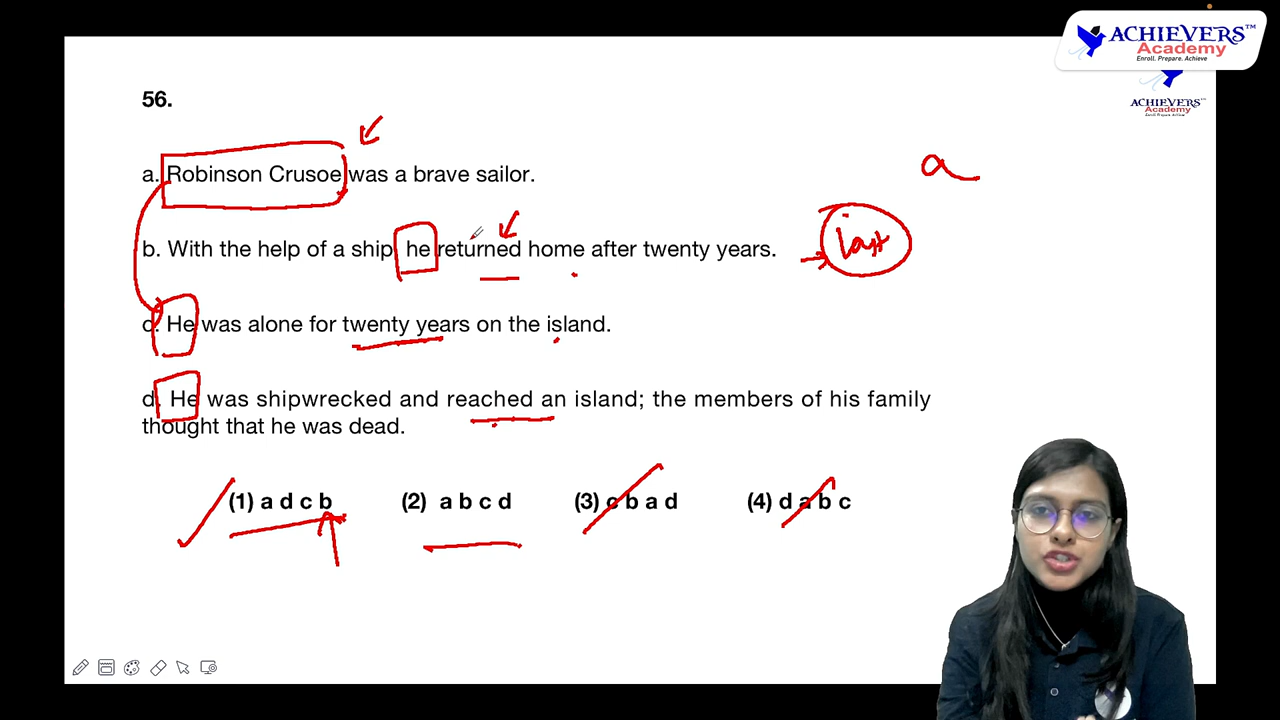 ACHIEVERS™
Academy
Enroll. Prepare. Achieve
ACHIEVERS™
Academy
56.
a. Robinson Crusoe was a brave sailor.
a
b. With the help of a ship, he returned home after twenty years.
last
c. He was alone for twenty years on the island.
d. He was shipwrecked and reached an island; the members of his family
thought that he was dead.
(1) a d c b (2) a b c d (3) c b a d (4) d a b c